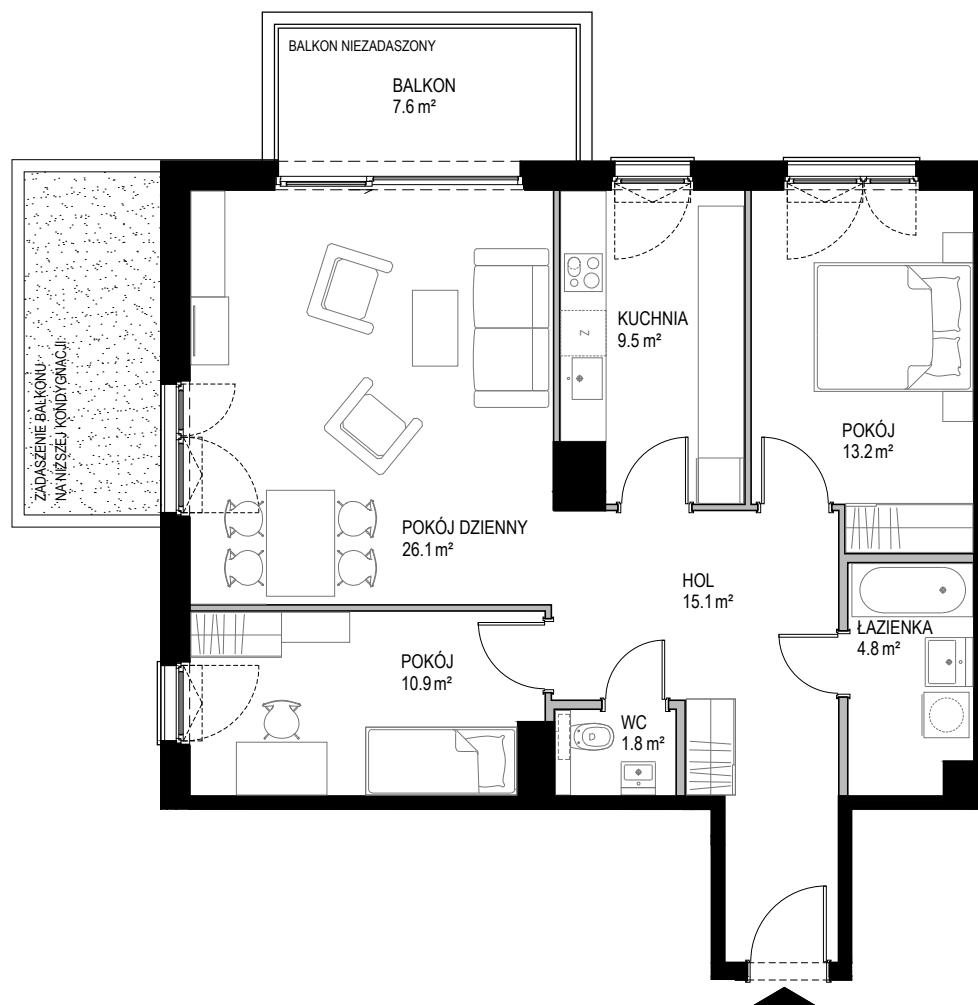 BALKON NIEZADASZONY
BALKON
7.6 m²
ZADASZENIE BALKONU
NA NIŻSZEJ KONDYGNACJI
KUCHNIA
9.5 m²
Z
POKÓJ
13.2 m²
POKÓJ DZIENNY
26.1 m²
HOL
15.1 m²
ŁAZIENKA
4.8 m²
POKÓJ
10.9 m²
WC
1.8 m²